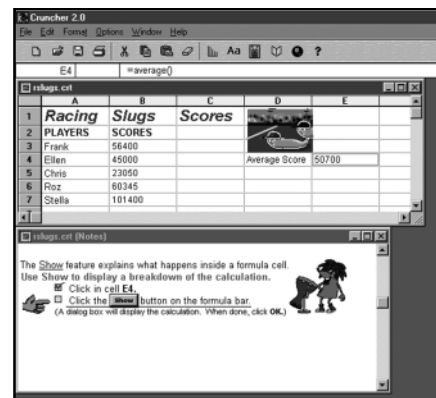 Cruncher 2.0
File Edit Format Options Window Help
Aa ?
E4 =average()
rslugs.crt
A B C D E
1 Racing Slugs Scores
2 PLAYERS SCORES
3 Frank 56400
4 Ellen 45000 Average Score 50700
5 Chris 23050
6 Roz 60345
7 Stella 101400
rslugs.crt (Notes)
The Show feature explains what happens inside a formula cell.
Use Show to display a breakdown of the calculation.
Click in cell E4.
Click the Show button on the formula bar.
(A dialog box will display the calculation. When done, click OK.)